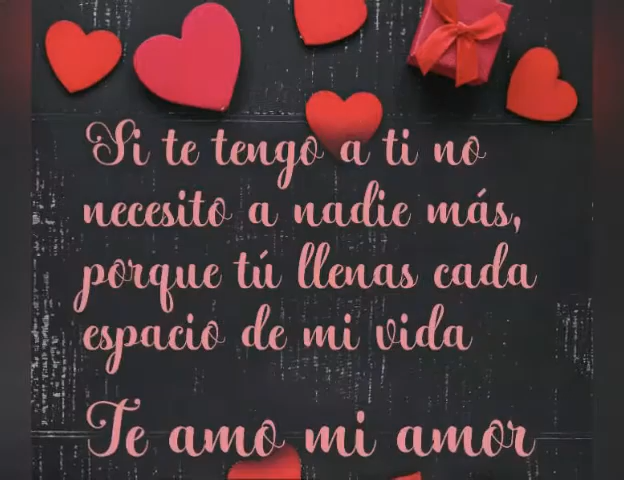 Si te tengo a ti no
necesito a nadie más,
porque tú llenas cada
espacio de mi vida
Te amo mi amor